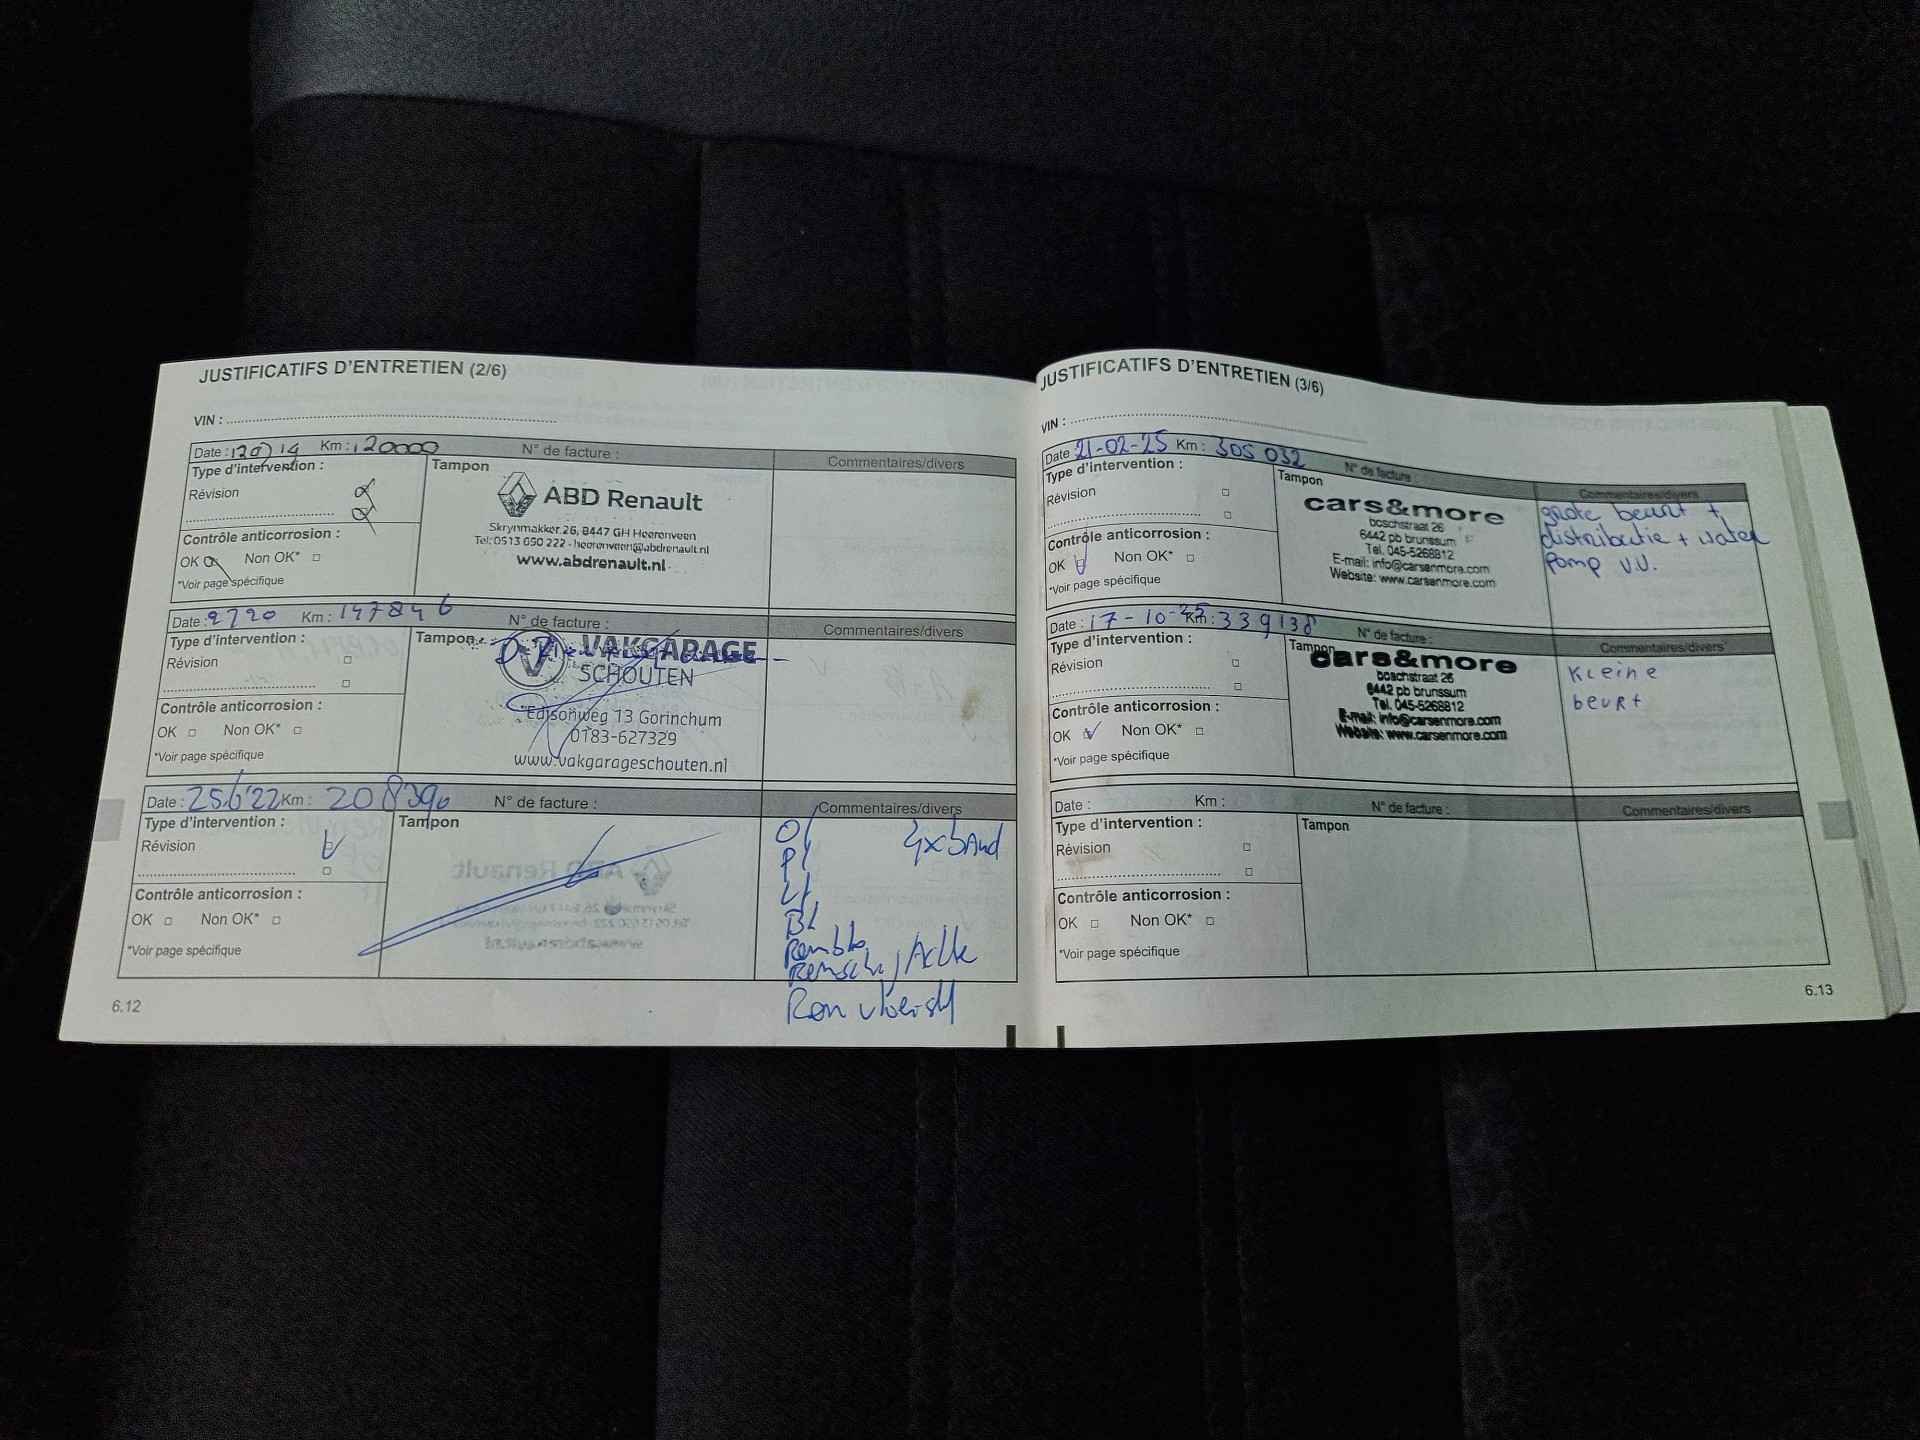 JUSTIFICATIFS D'ENTRETIEN (2/6)
VIN :
Date : Km : 120000 N° de facture :
Type d'intervention : Tampon Commentaires/divers
Révision
Contrôle anticorrosion :
OK Non OK*
*Voir page spécifique
ABD Renault
Skrynmakker 26, 8447 GH Heerenveen
Tel: 0513 650 222 - heerenveen@abdrenault.nl
www.abdrenault.nl
Date : 2720 Km : 147846 N° de facture :
Type d'intervention : Tampon Commentaires/divers
Révision
Contrôle anticorrosion :
OK Non OK*
*Voir page spécifique
VAKGARAGE
SCHOUTEN
Edisonweg 13 Gorinchum
0183-627329
www.vakgarageschouten.nl
Date : 25.6'22 Km : 208390 N° de facture :
Type d'intervention : Tampon Commentaires/divers
Révision
Contrôle anticorrosion :
OK Non OK*
*Voir page spécifique
4x band
6.12
JUSTIFICATIFS D'ENTRETIEN (3/6)
VIN :
Date 21-02-25 Km : 305 032 N° de facture :
Type d'intervention : Tampon Commentaires/divers
Révision
Contrôle anticorrosion :
OK Non OK*
*Voir page spécifique
cars&more
boschstraat 26
6442 pb brunssum
Tel. 045-5268812
E-mail: info@carsenmore.com
Website: www.carsenmore.com
grote beurt +
distributie + water
pomp V.V.
Date : 17-10-25 Km : 339138 N° de facture :
Type d'intervention : Tampon Commentaires/divers
Révision
Contrôle anticorrosion :
OK Non OK*
*Voir page spécifique
cars&more
boschstraat 26
6442 pb brunssum
Tel. 045-5268812
E-mail: info@carsenmore.com
Website: www.carsenmore.com
Kleine
beurt
Date : Km : N° de facture : Commentaires/divers
Type d'intervention : Tampon
Révision
Contrôle anticorrosion :
OK Non OK*
*Voir page spécifique
6.13